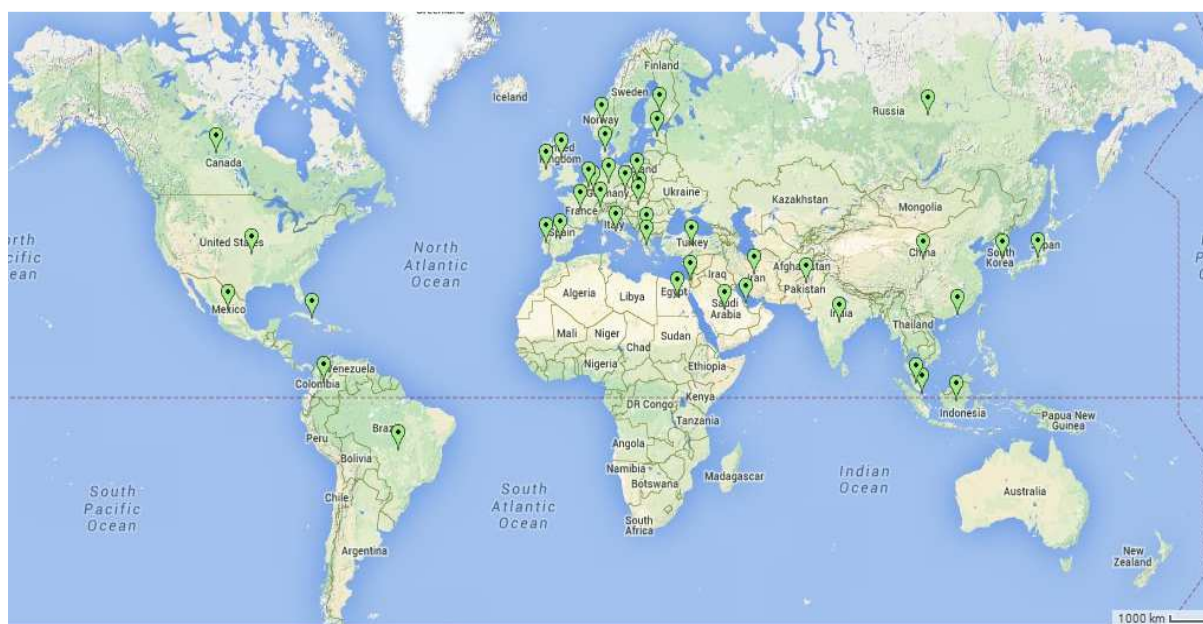 Finland
Iceland
Sweden
Russia
Norway
Canada
United
Kingdom
Germany
Ukraine
Kazakhstan
Mongolia
France
Italy
Spain
Turkey
United States
North
Atlantic
Ocean
China
South
Korea
Afghanistan
Iraq
Iran
Pakistan
Algeria
Libya
Egypt
Saudi
Arabia
India
Mexico
Mali
Niger
Chad
Sudan
Thailand
Nigeria
Ethiopia
Venezuela
Colombia
DR Congo
Kenya
Tanzania
Indonesia
Papua New
Guinea
Peru
Bolivia
Angola
Namibia
Botswana
Madagascar
Indian
Ocean
Australia
South
Pacific
Ocean
Chile
South
Atlantic
Ocean
South
Africa
Argentina
New
Zealand
1000 km